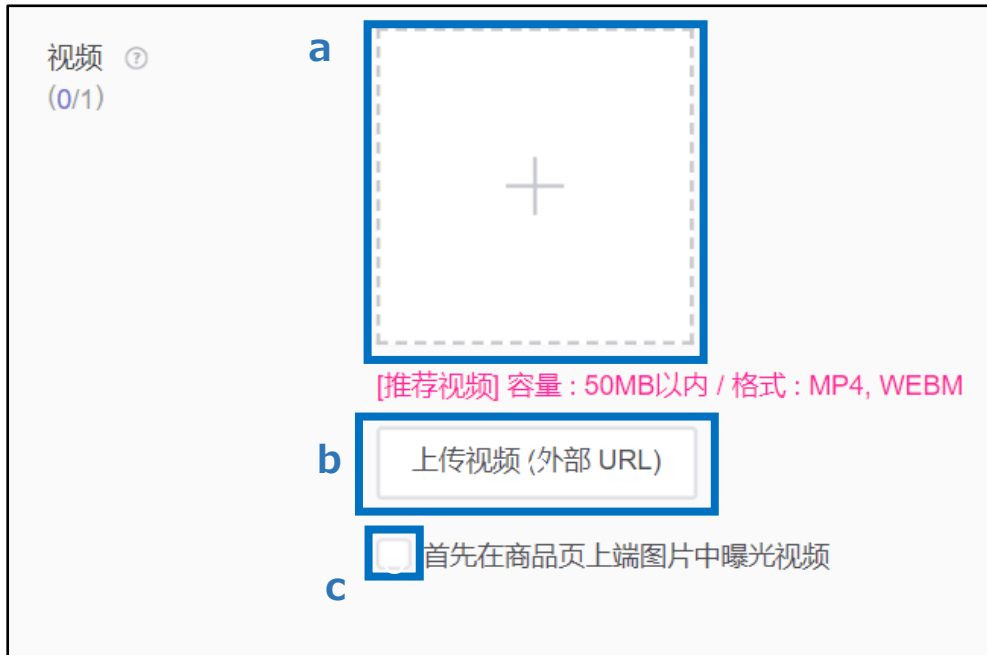 视频 ?
(0/1)
a
[推荐视频] 容量 : 50MB以内 / 格式 : MP4, WEBM
b
上传视频 (外部 URL)
首先在商品页上端图片中曝光视频
c